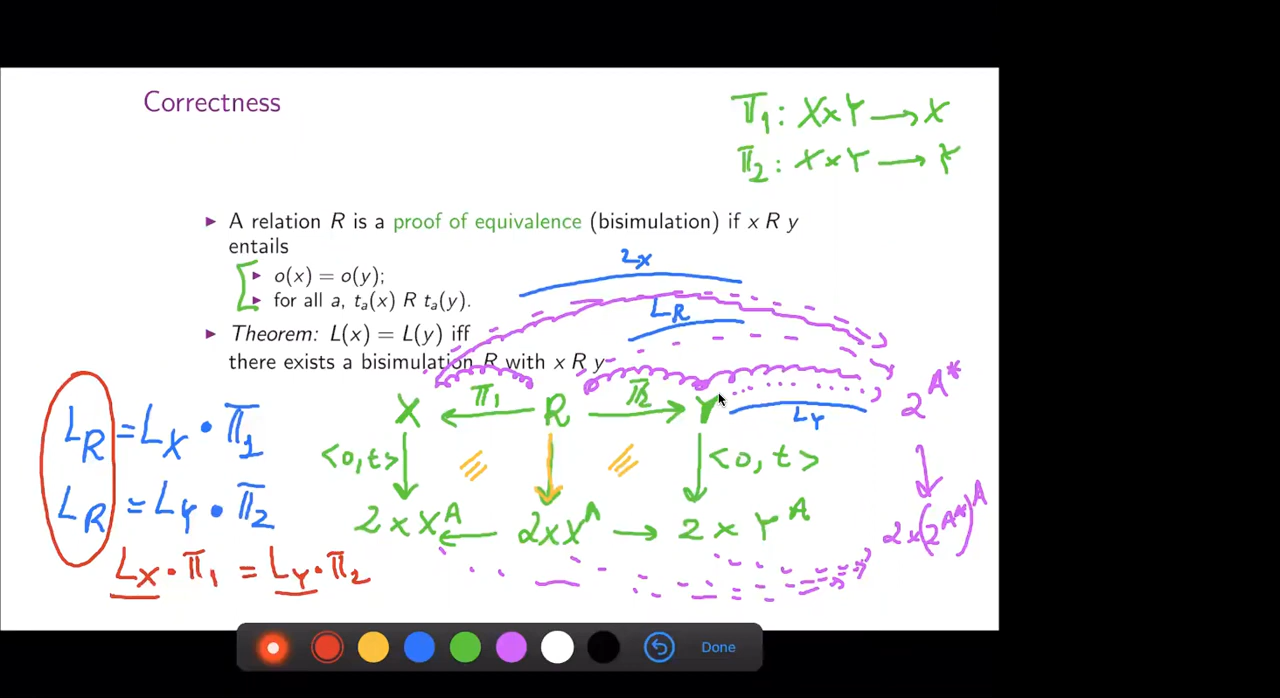 Correctness
π₁: X×Y → X
π₂: X×Y → Y
▶ A relation R is a proof of equivalence (bisimulation) if x R y
entails
▶ o(x) = o(y);
▶ for all a, tₐ(x) R tₐ(y).
▶ Theorem: L(x) = L(y) iff
there exists a bisimulation R with x R y
2x
L_R
X ← π₁ R π₂ → Y
L_Y
2^{A*}
L_R = L_X • π₁
<o,t>
<o,t>
L_R = L_Y • π₂
2×X^A ← 2×X^A → 2×Y^A
2×(2^{A*})^A
L_X • π₁ = L_Y • π₂
Done